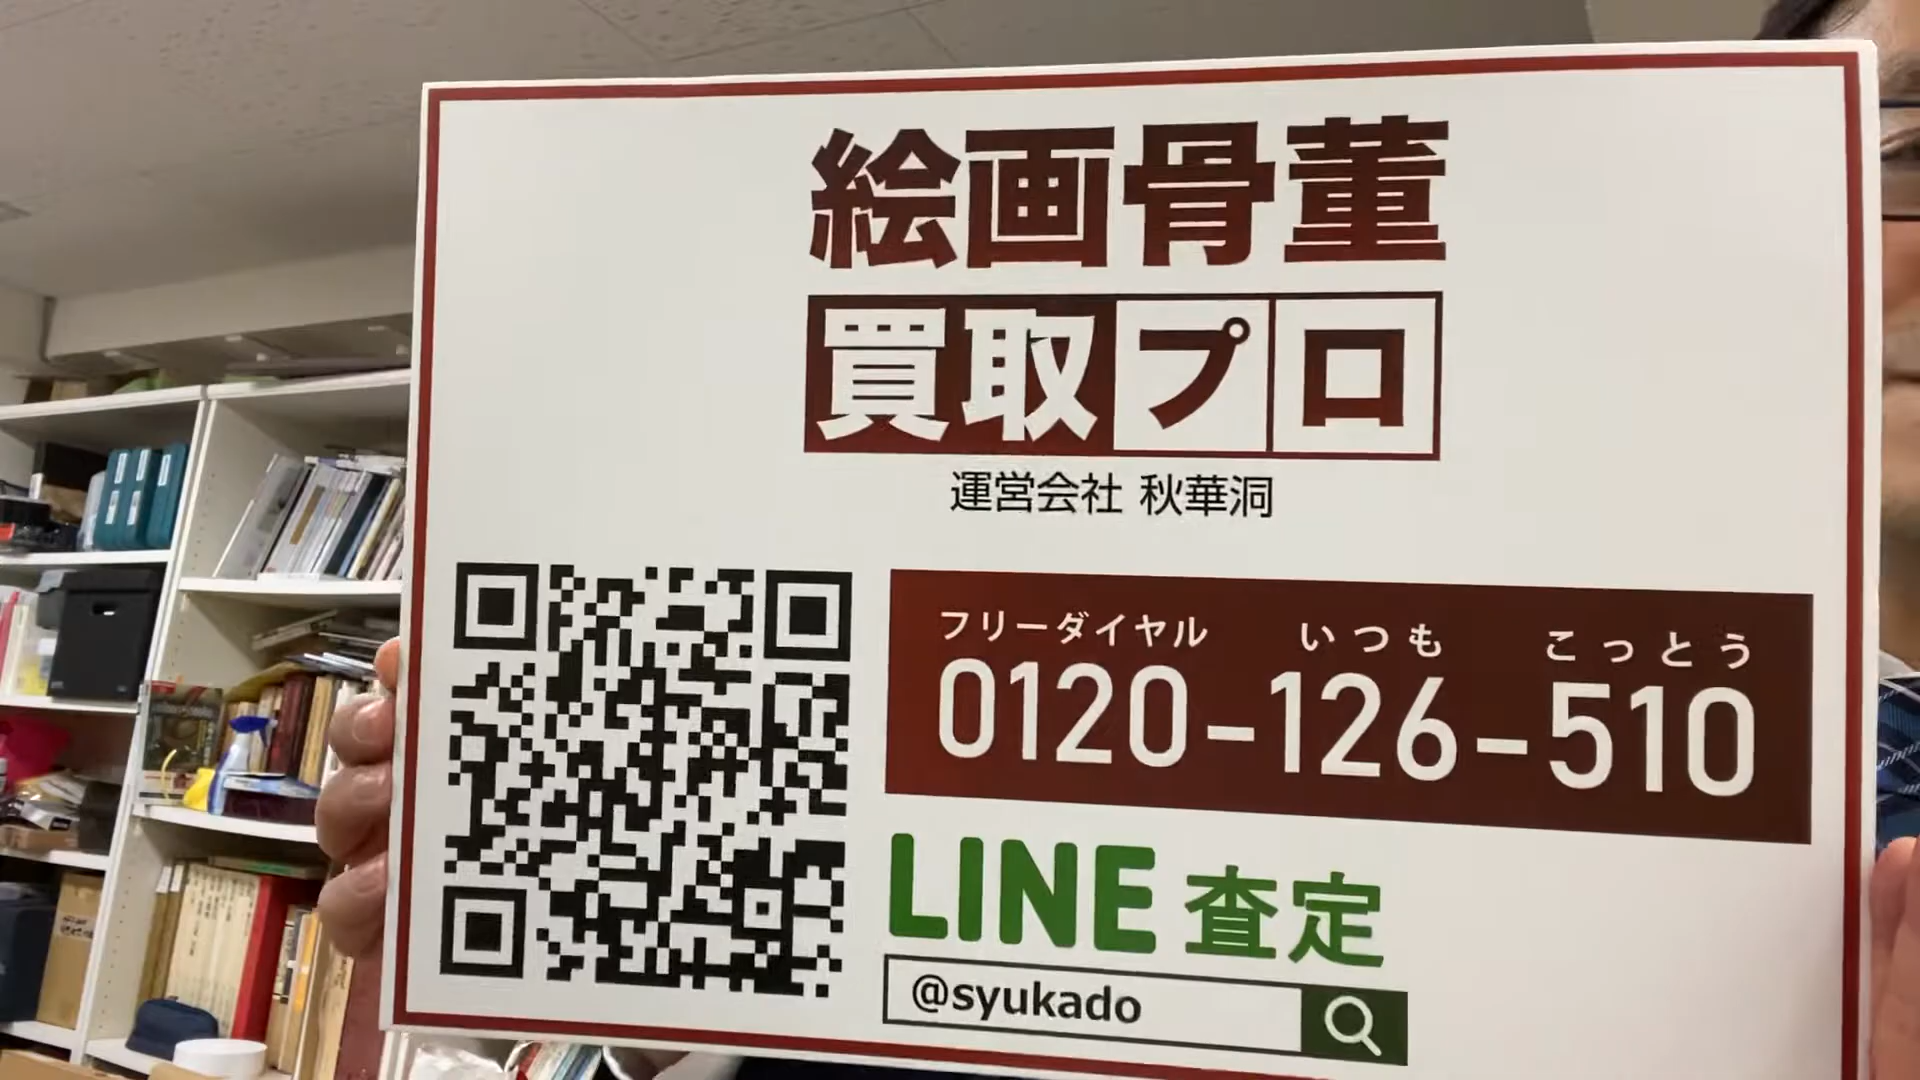 絵画骨董
買取プロ
運営会社 秋華洞
フリーダイヤル いつも こっとう
0120-126-510
LINE 査定
@syukado